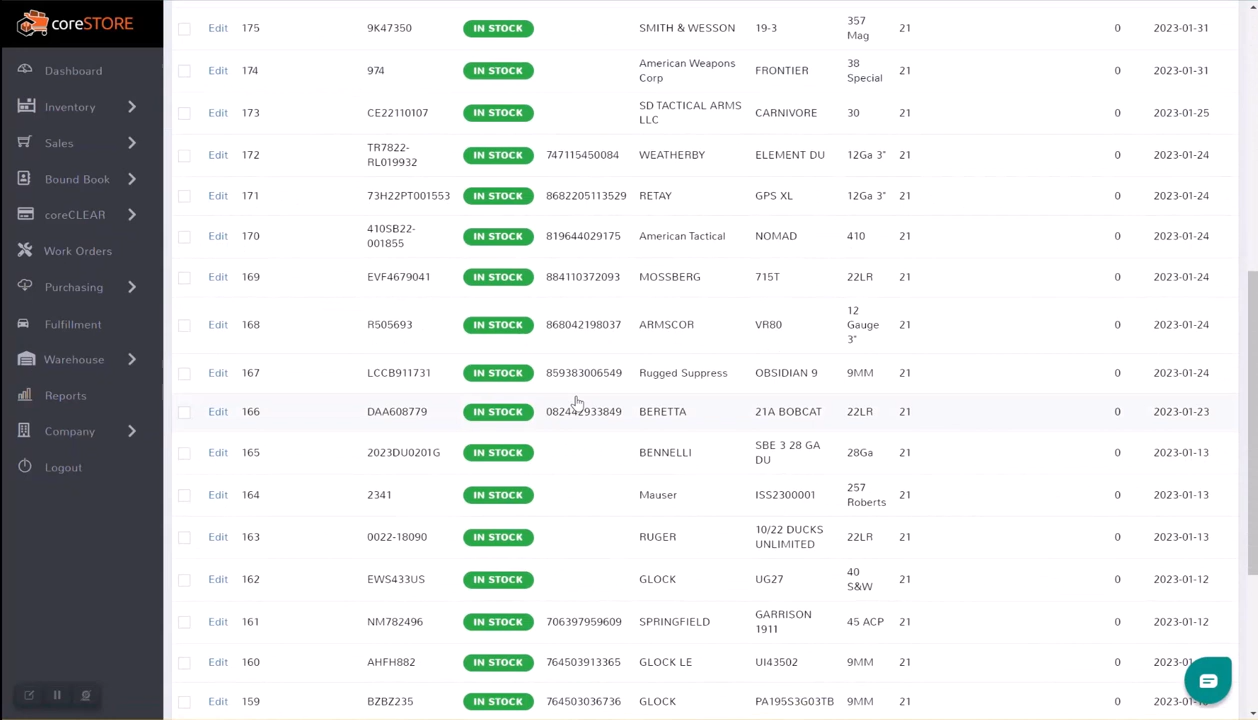 coreSTORE
Dashboard
Inventory
Sales
Bound Book
coreCLEAR
Work Orders
Purchasing
Fulfillment
Warehouse
Reports
Company
Logout
Edit 175 9K47350 IN STOCK SMITH & WESSON 19-3 357 Mag 21 0 2023-01-31
Edit 174 974 IN STOCK American Weapons Corp FRONTIER 38 Special 21 0 2023-01-31
Edit 173 CE22110107 IN STOCK SD TACTICAL ARMS LLC CARNIVORE 30 21 0 2023-01-25
Edit 172 TR7822-RL019932 IN STOCK 747115450084 WEATHERBY ELEMENT DU 12Ga 3" 21 0 2023-01-24
Edit 171 73H22PT001553 IN STOCK 8682205113529 RETAY GPS XL 12Ga 3" 21 0 2023-01-24
Edit 170 410SB22-001855 IN STOCK 819644029175 American Tactical NOMAD 410 21 0 2023-01-24
Edit 169 EVF4679041 IN STOCK 884110372093 MOSSBERG 715T 22LR 21 0 2023-01-24
Edit 168 R505693 IN STOCK 868042198037 ARMSCOR VR80 12 Gauge 3" 21 0 2023-01-24
Edit 167 LCCB911731 IN STOCK 859383006549 Rugged Suppress OBSIDIAN 9 9MM 21 0 2023-01-24
Edit 166 DAA608779 IN STOCK 082442933849 BERETTA 21A BOBCAT 22LR 21 0 2023-01-23
Edit 165 2023DU0201G IN STOCK BENNELLI SBE 3 28 GA DU 28Ga 21 0 2023-01-13
Edit 164 2341 IN STOCK Mauser ISS2300001 257 Roberts 21 0 2023-01-13
Edit 163 0022-18090 IN STOCK RUGER 10/22 DUCKS UNLIMITED 22LR 21 0 2023-01-13
Edit 162 EWS433US IN STOCK GLOCK UG27 40 S&W 21 0 2023-01-12
Edit 161 NM782496 IN STOCK 706397959609 SPRINGFIELD GARRISON 1911 45 ACP 21 0 2023-01-12
Edit 160 AHFH882 IN STOCK 764503913365 GLOCK LE UI43502 9MM 21 0
Edit 159 BZBZ235 IN STOCK 764503036736 GLOCK PA195S3G03TB 9MM 21 0